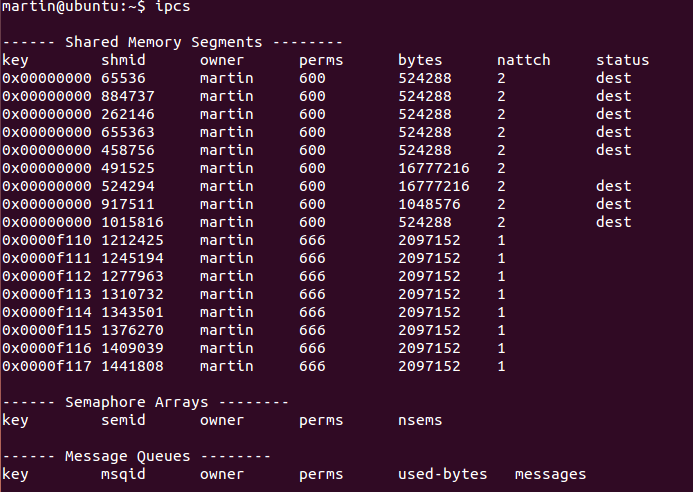 martin@ubuntu:~$ ipcs
------ Shared Memory Segments --------
key        shmid      owner      perms      bytes      nattch     status
0x00000000 65536      martin     600        524288     2          dest
0x00000000 884737     martin     600        524288     2          dest
0x00000000 262146     martin     600        524288     2          dest
0x00000000 655363     martin     600        524288     2          dest
0x00000000 458756     martin     600        524288     2          dest
0x00000000 491525     martin     600        16777216   2
0x00000000 524294     martin     600        16777216   2          dest
0x00000000 917511     martin     600        1048576    2          dest
0x00000000 1015816    martin     600        524288     2          dest
0x0000f110 1212425    martin     666        2097152    1
0x0000f111 1245194    martin     666        2097152    1
0x0000f112 1277963    martin     666        2097152    1
0x0000f113 1310732    martin     666        2097152    1
0x0000f114 1343501    martin     666        2097152    1
0x0000f115 1376270    martin     666        2097152    1
0x0000f116 1409039    martin     666        2097152    1
0x0000f117 1441808    martin     666        2097152    1
------ Semaphore Arrays --------
key        semid      owner      perms      nsems
------ Message Queues --------
key        msqid      owner      perms      used-bytes   messages